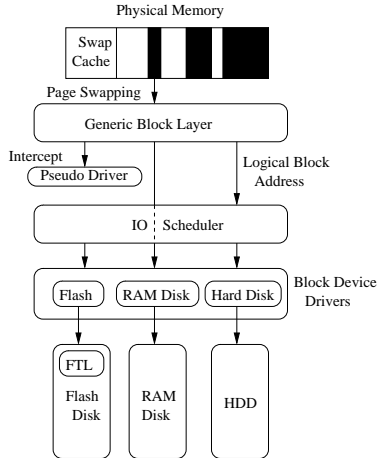 Physical Memory
Swap
Cache
Page Swapping
Generic Block Layer
Intercept
Pseudo Driver
Logical Block
Address
IO Scheduler
Flash
RAM Disk
Hard Disk
Block Device
Drivers
FTL
Flash
Disk
RAM
Disk
HDD